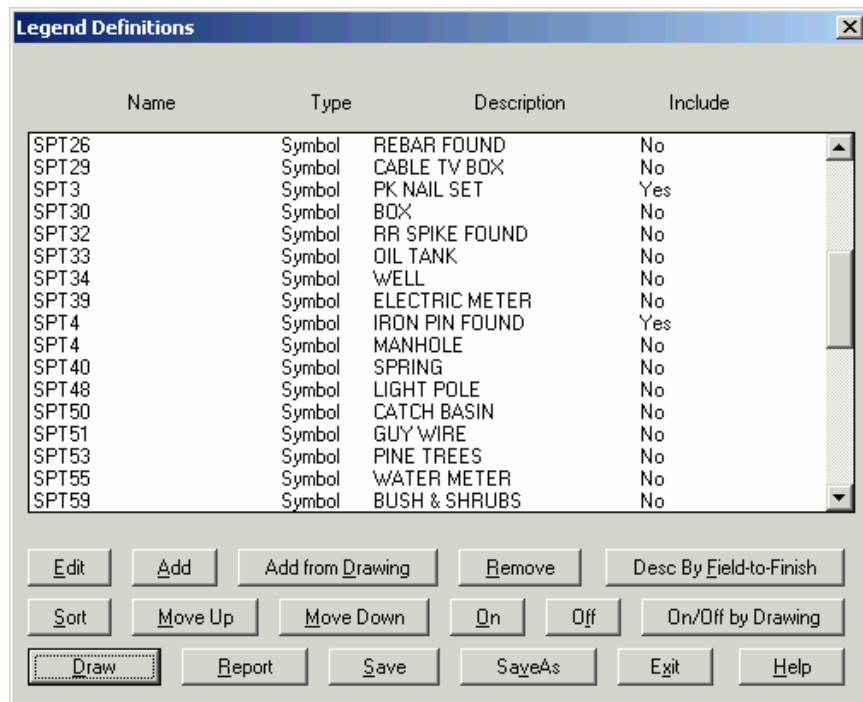 Legend Definitions
Name Type Description Include
SPT26 Symbol REBAR FOUND No
SPT29 Symbol CABLE TV BOX No
SPT3 Symbol PK NAIL SET Yes
SPT30 Symbol BOX No
SPT32 Symbol RR SPIKE FOUND No
SPT33 Symbol OIL TANK No
SPT34 Symbol WELL No
SPT39 Symbol ELECTRIC METER No
SPT4 Symbol IRON PIN FOUND Yes
SPT4 Symbol MANHOLE No
SPT40 Symbol SPRING No
SPT48 Symbol LIGHT POLE No
SPT50 Symbol CATCH BASIN No
SPT51 Symbol GUY WIRE No
SPT53 Symbol PINE TREES No
SPT55 Symbol WATER METER No
SPT59 Symbol BUSH & SHRUBS No
Edit Add Add from Drawing Remove Desc By Field-to-Finish
Sort Move Up Move Down On Off On/Off by Drawing
Draw Report Save SaveAs Exit Help